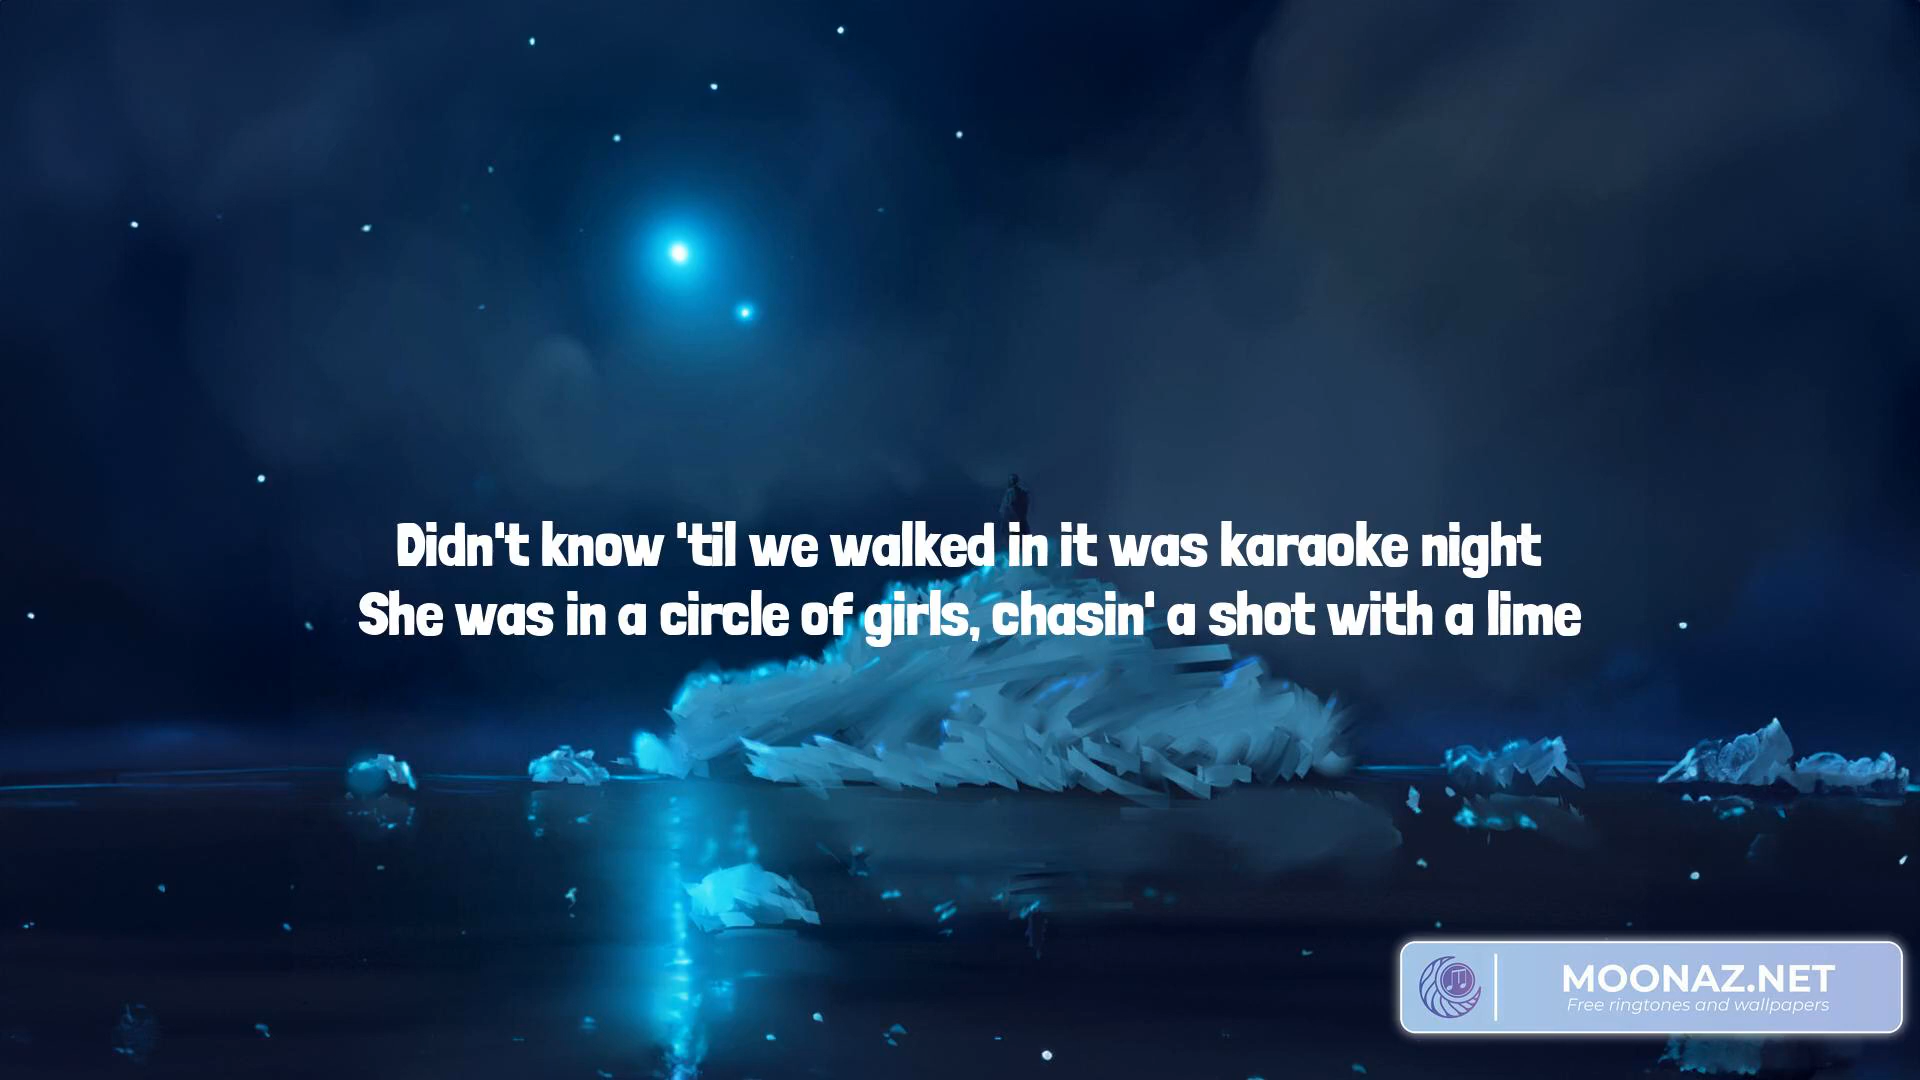 Didn't know 'til we walked in it was karaoke night
She was in a circle of girls, chasin' a shot with a lime
MOONAZ.NET
Free ringtones and wallpapers